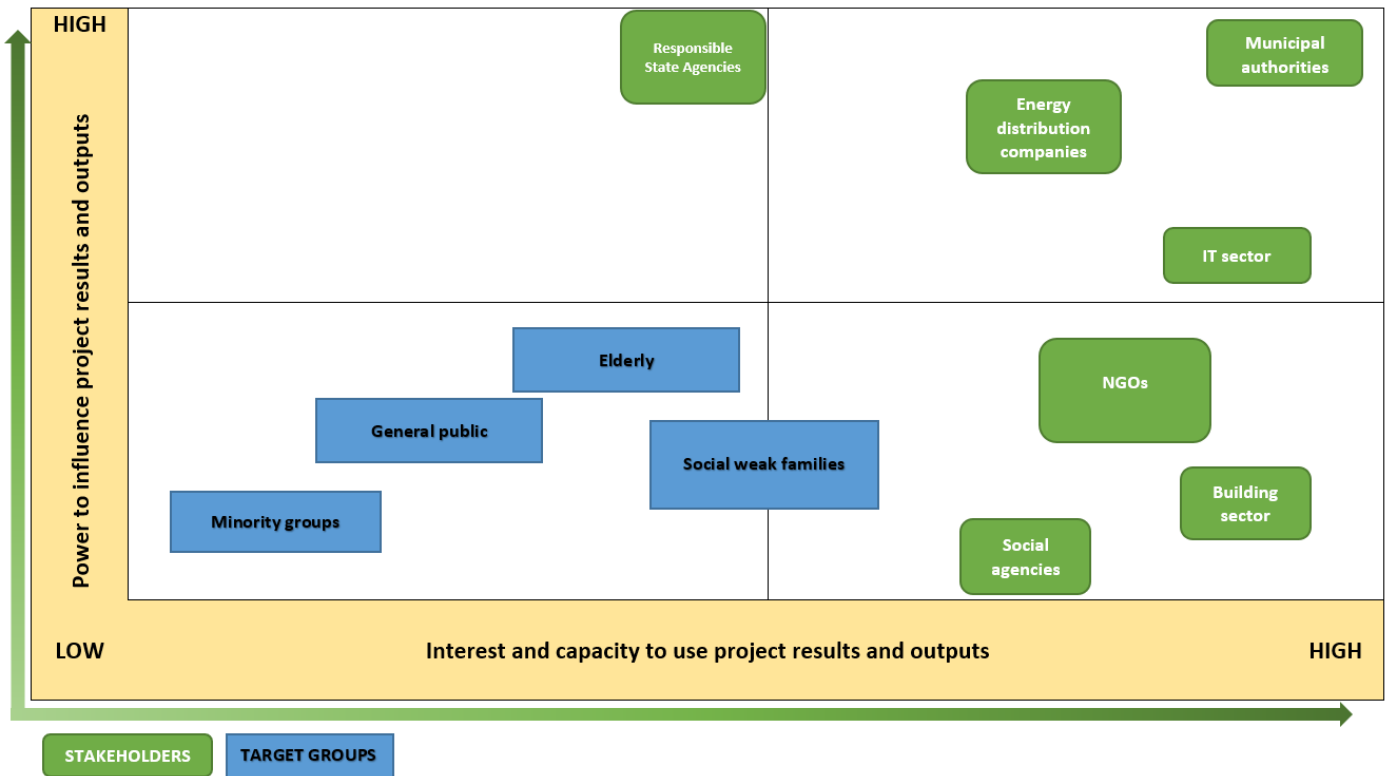 HIGH
Power to influence project results and outputs
Responsible
State Agencies
Municipal
authorities
Energy
distribution
companies
IT sector
Elderly
NGOs
General public
Social weak families
Minority groups
Building
sector
Social
agencies
LOW
Interest and capacity to use project results and outputs
HIGH
STAKEHOLDERS
TARGET GROUPS